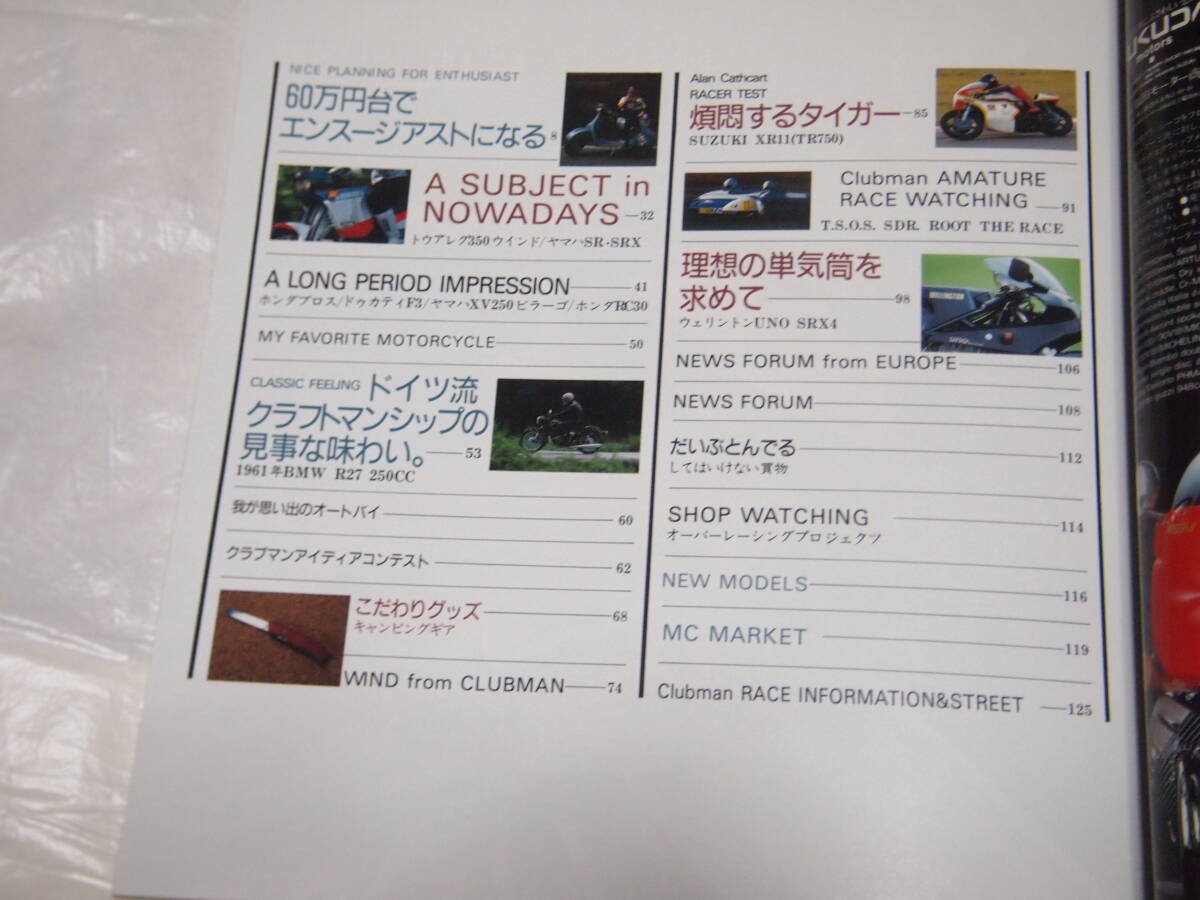 NICE PLANNING FOR ENTHUSIAST
60万円台で
エンスージアストになる 8
A SUBJECT in
NOWADAYS—32
トゥアレグ350ウインド/ヤマハSR・SRX
A LONG PERIOD IMPRESSION—41
ホンダブロス/ドゥカティF3/ヤマハXV250ビラーゴ/ホンダRC30
MY FAVORITE MOTORCYCLE—50
CLASSIC FEELING ドイツ流
クラフトマンシップの
見事な味わい。—53
1961年BMW R27 250CC
我が思い出のオートバイ—60
クラブマンアイディアコンテスト—62
こだわりグッズ—68
キャンピングギア
WIND from CLUBMAN—74
Alan Cathcart
RACER TEST
煩悶するタイガー—85
SUZUKI XR11(TR750)
Clubman AMATURE
RACE WATCHING—91
T.S.O.S. SDR. ROOT THE RACE
理想の単気筒を
求めて—98
ウェリントンUNO SRX4
NEWS FORUM from EUROPE—106
NEWS FORUM—108
だいぶとんでる—112
してはいけない買物
SHOP WATCHING—114
オーバーレーシングプロジェクツ
NEW MODELS—116
MC MARKET—119
Clubman RACE INFORMATION&STREET—125
motors